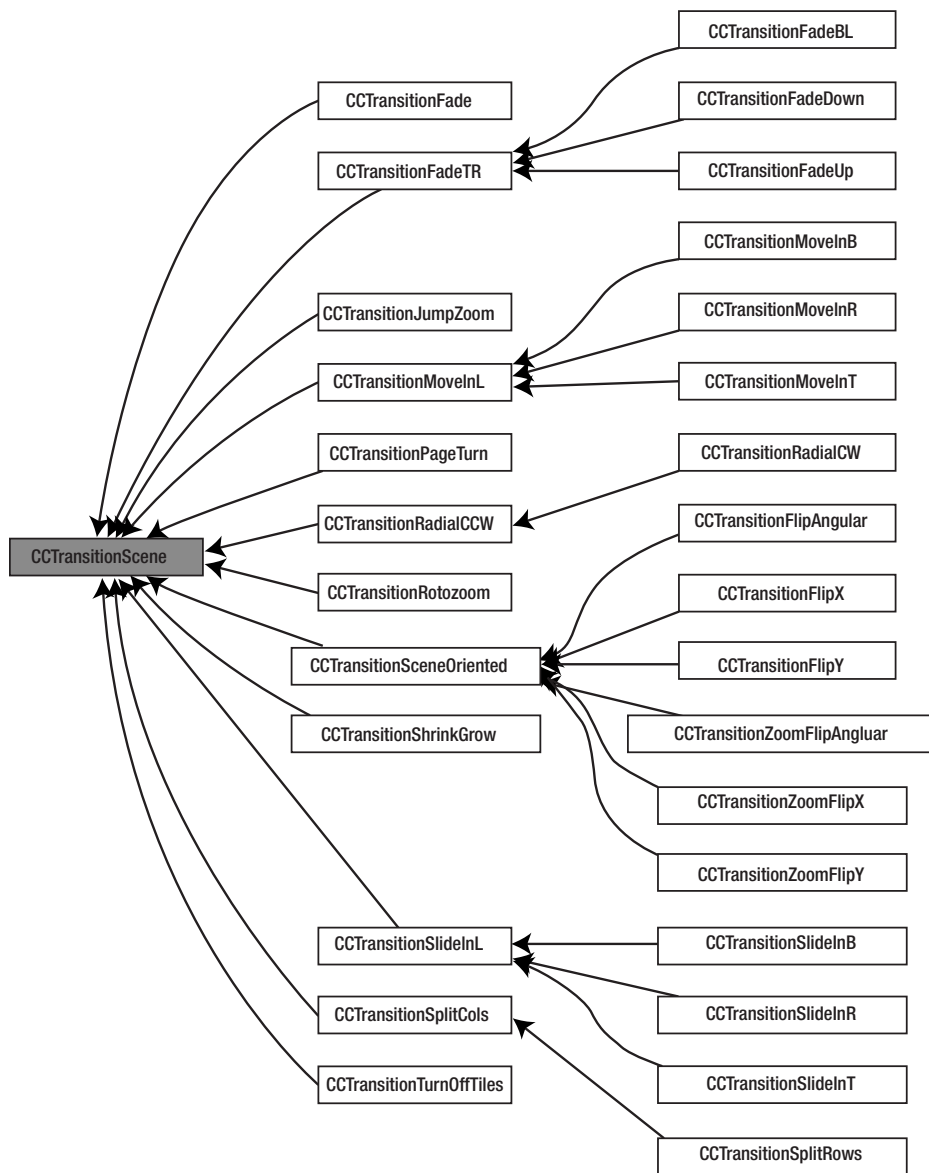 CCTransitionFadeBL
CCTransitionFade
CCTransitionFadeDown
CCTransitionFadeTR
CCTransitionFadeUp
CCTransitionMoveInB
CCTransitionJumpZoom
CCTransitionMoveInR
CCTransitionMoveInL
CCTransitionMoveInT
CCTransitionPageTurn
CCTransitionRadialCW
CCTransitionRadialCCW
CCTransitionFlipAngular
CCTransitionScene
CCTransitionRotozoom
CCTransitionFlipX
CCTransitionSceneOriented
CCTransitionFlipY
CCTransitionShrinkGrow
CCTransitionZoomFlipAngluar
CCTransitionZoomFlipX
CCTransitionZoomFlipY
CCTransitionSlideInL
CCTransitionSlideInB
CCTransitionSplitCols
CCTransitionSlideInR
CCTransitionTurnOffTiles
CCTransitionSlideInT
CCTransitionSplitRows